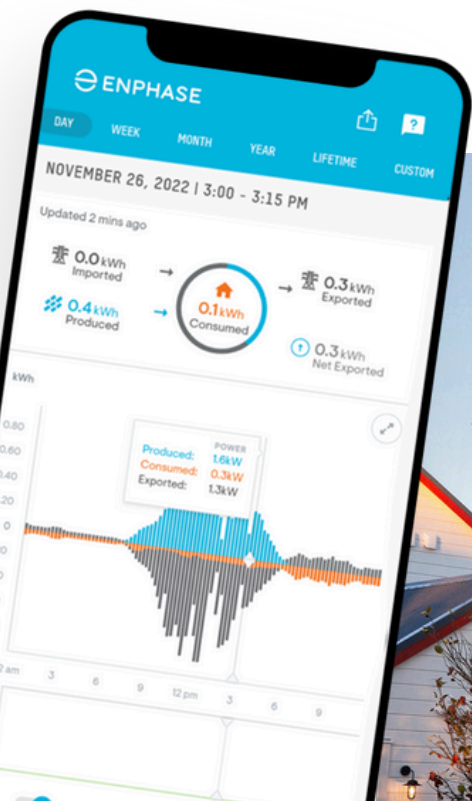 ENPHASE
DAY WEEK MONTH YEAR LIFETIME CUSTOM
NOVEMBER 26, 2022 | 3:00 - 3:15 PM
Updated 2 mins ago
0.0 kWh
Imported
0.1 kWh
Consumed
0.3 kWh
Exported
0.4 kWh
Produced
0.3 kWh
Net Exported
kWh
POWER
Produced: 1.6kW
Consumed: 0.3kW
Exported: 1.3kW
0.80
0.60
.40
.20
0
3 6 9 12 pm 3 6 9